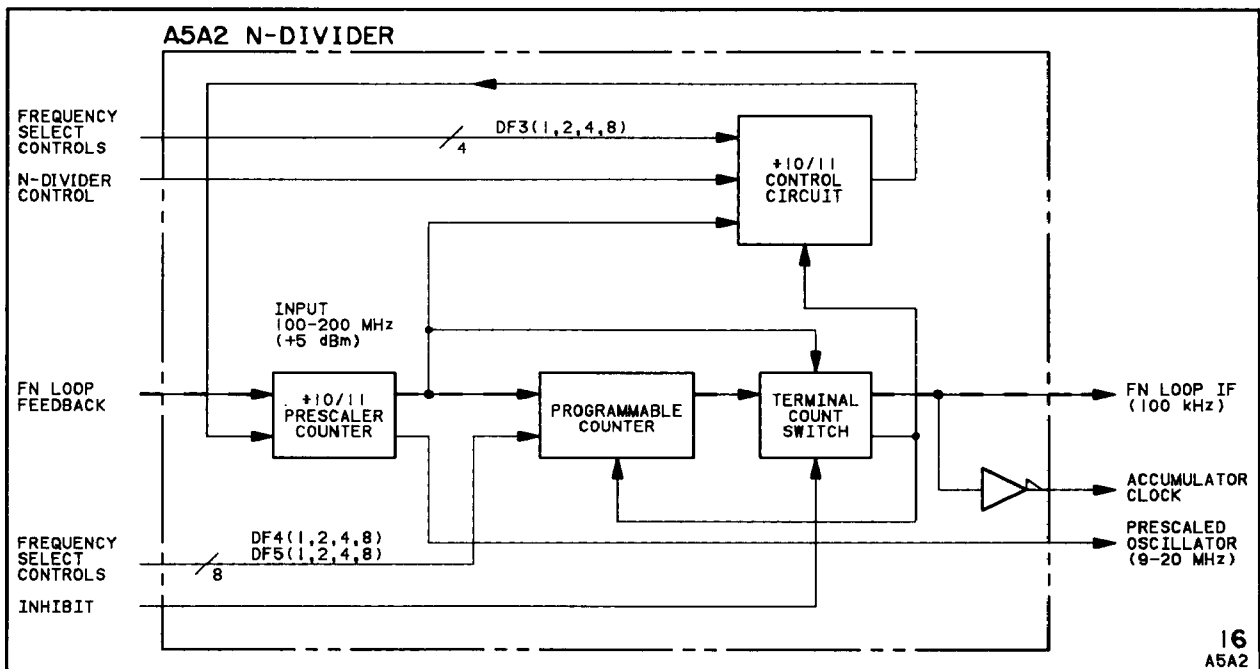 A5A2 N-DIVIDER
FREQUENCY
SELECT
CONTROLS
4
DF3(1,2,4,8)
N-DIVIDER
CONTROL
÷10/11
CONTROL
CIRCUIT
INPUT
100-200 MHz
(+5 dBm)
FN LOOP
FEEDBACK
÷10/11
PRESCALER
COUNTER
PROGRAMMABLE
COUNTER
TERMINAL
COUNT
SWITCH
FN LOOP IF
(100 kHz)
ACCUMULATOR
CLOCK
PRESCALED
OSCILLATOR
(9-20 MHz)
FREQUENCY
SELECT
CONTROLS
8
DF4(1,2,4,8)
DF5(1,2,4,8)
INHIBIT
16
A5A2